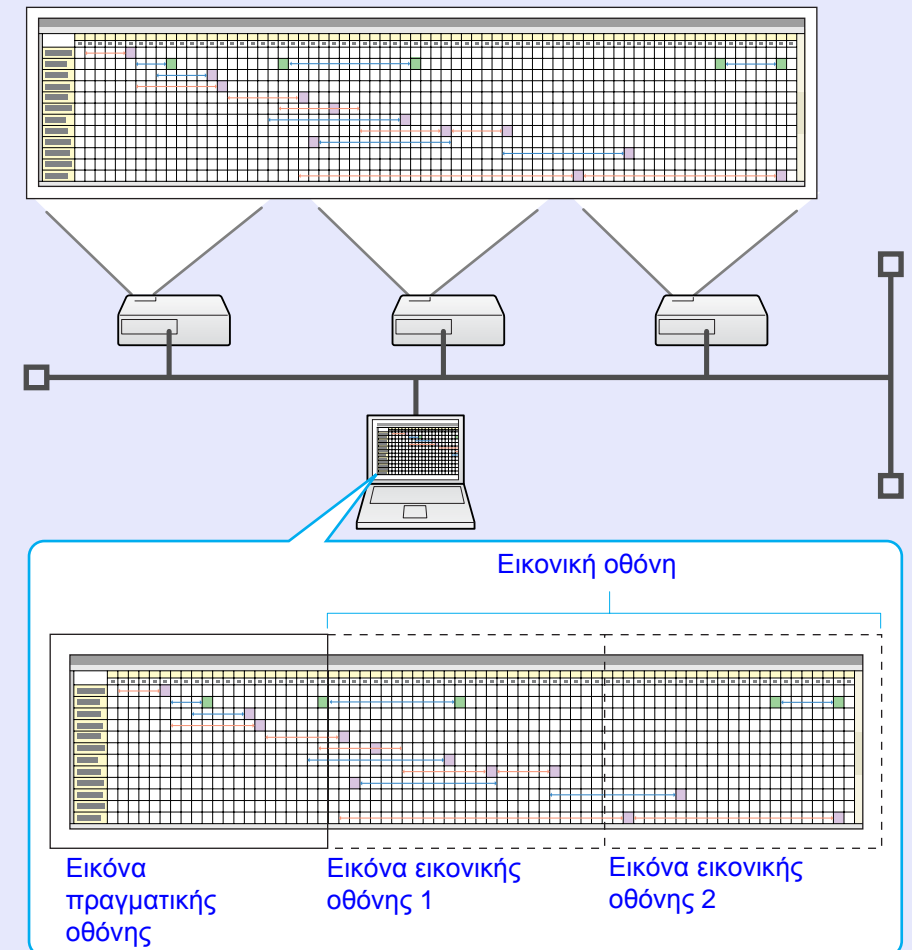 Εικονική οθόνη
Εικόνα
πραγματικής
οθόνης
Εικόνα εικονικής
οθόνης 1
Εικόνα εικονικής
οθόνης 2